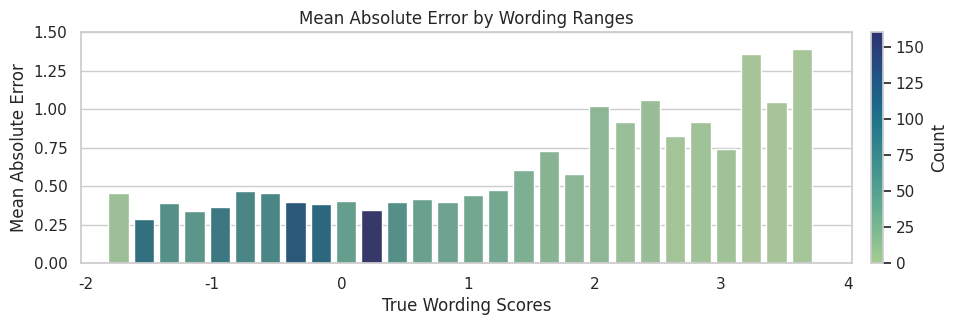 Mean Absolute Error by Wording Ranges
1.50
1.25
1.00
0.75
0.50
0.25
0.00
Mean Absolute Error
-2 -1 0 1 2 3 4
True Wording Scores
150
125
100
75
50
25
0
Count